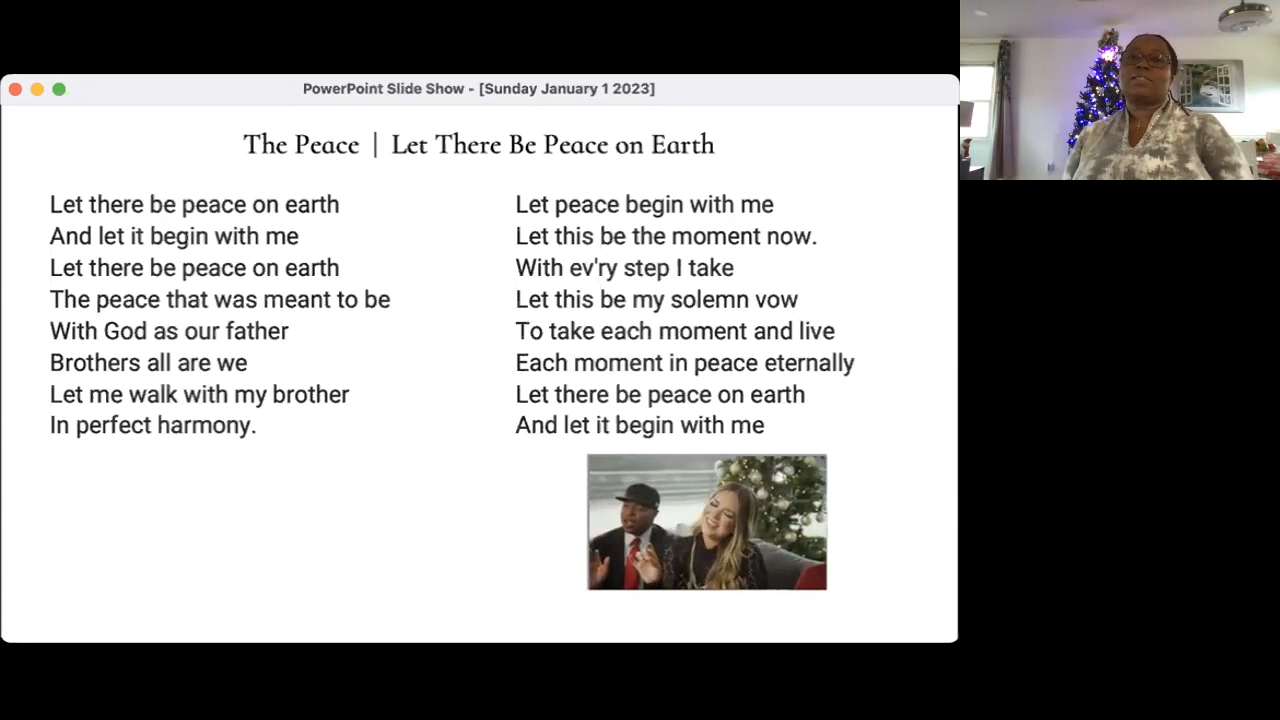 PowerPoint Slide Show - [Sunday January 1 2023]
The Peace | Let There Be Peace on Earth
Let there be peace on earth
And let it begin with me
Let there be peace on earth
The peace that was meant to be
With God as our father
Brothers all are we
Let me walk with my brother
In perfect harmony.
Let peace begin with me
Let this be the moment now.
With ev'ry step I take
Let this be my solemn vow
To take each moment and live
Each moment in peace eternally
Let there be peace on earth
And let it begin with me